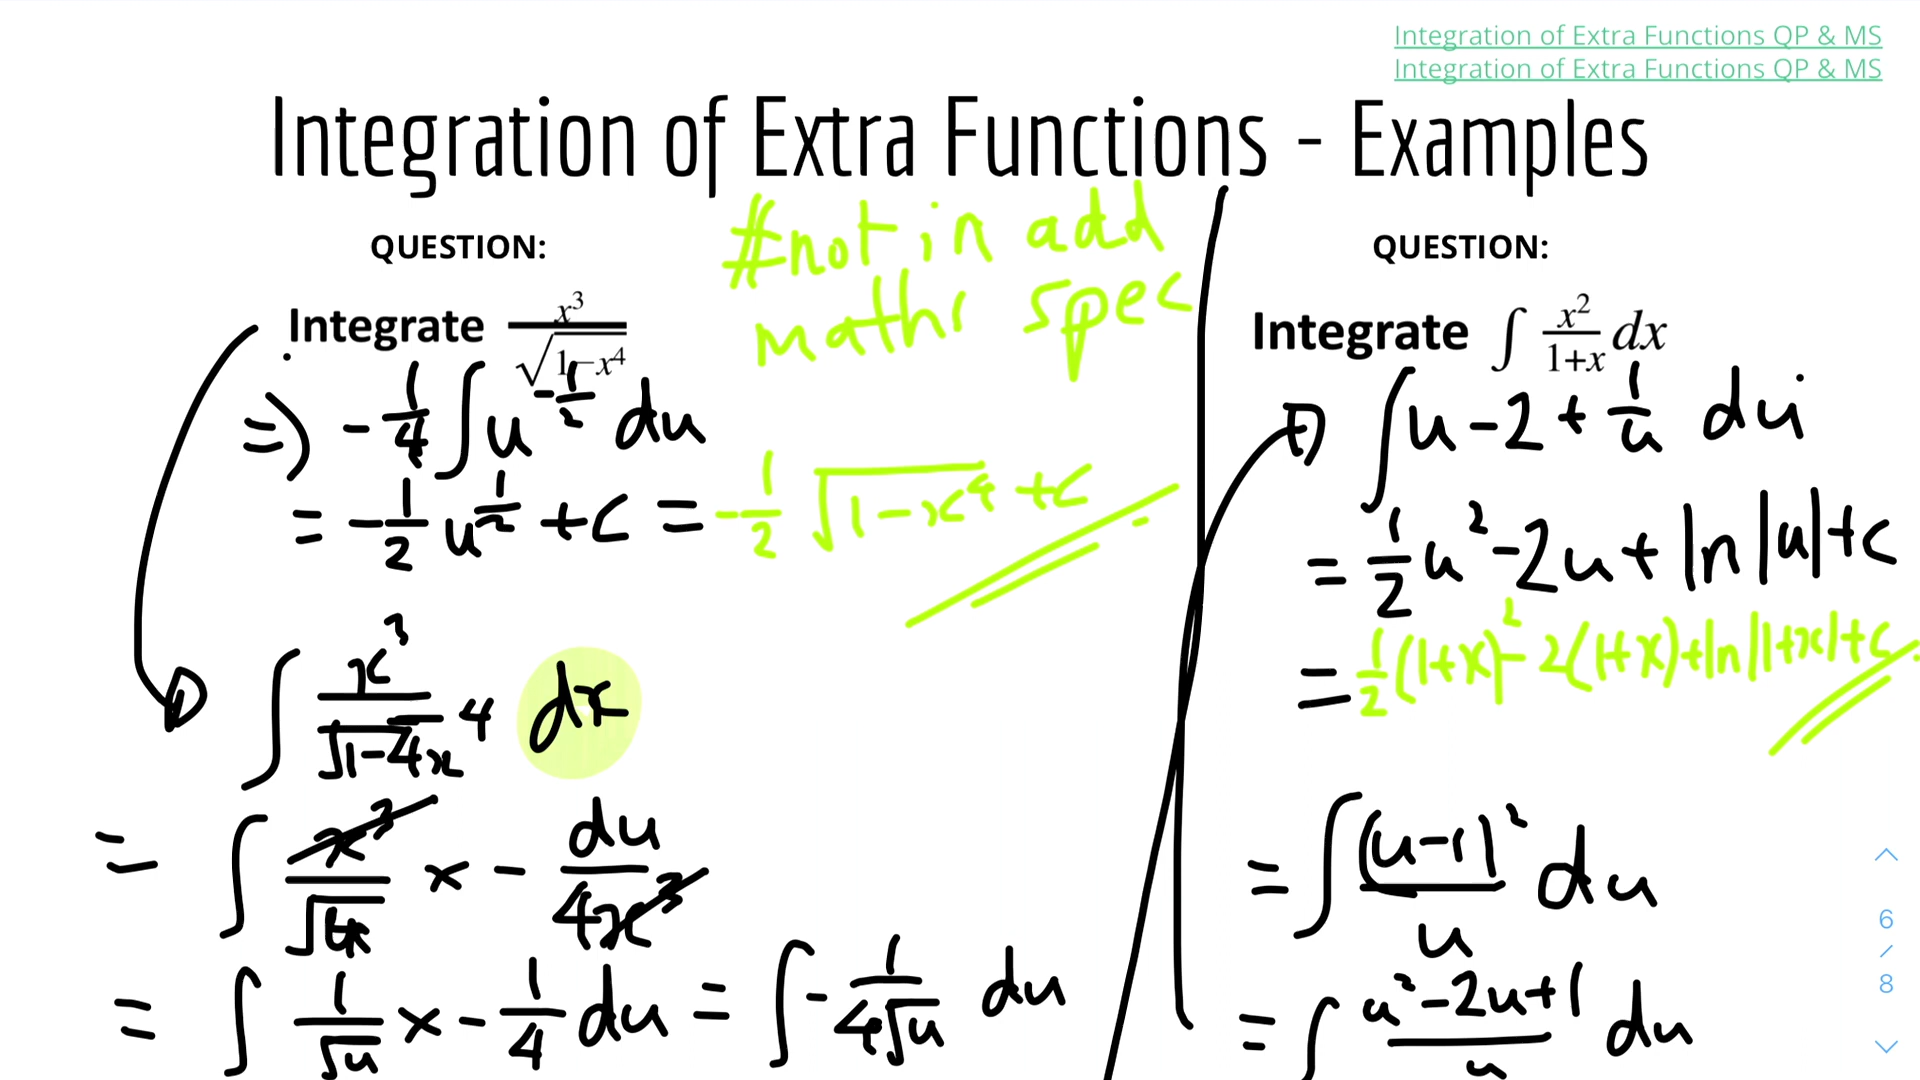 Integration of Extra Functions QP & MS
Integration of Extra Functions QP & MS
Integration of Extra Functions - Examples
#not in add
maths spec
QUESTION:
Integrate x³/√(1-x⁴)
=> -1/4 ∫ u^(-1/2) du
= -1/2 u^(1/2) + c = -1/2 √(1-x⁴) + c
∫ x³/√(1-4x⁴) dx
= ∫ x³/√u × - du/4x³
= ∫ 1/√u × - 1/4 du = ∫ - 1/4√u du
QUESTION:
Integrate ∫ x²/1+x dx
∫ u - 2 + 1/u du
= 1/2 u² - 2u + ln|u| + c
= 1/2 (1+x)² - 2(1+x) + ln|1+x| + c
= ∫ (u-1)²/u du
= ∫ u² - 2u + 1/u du
6
/
8